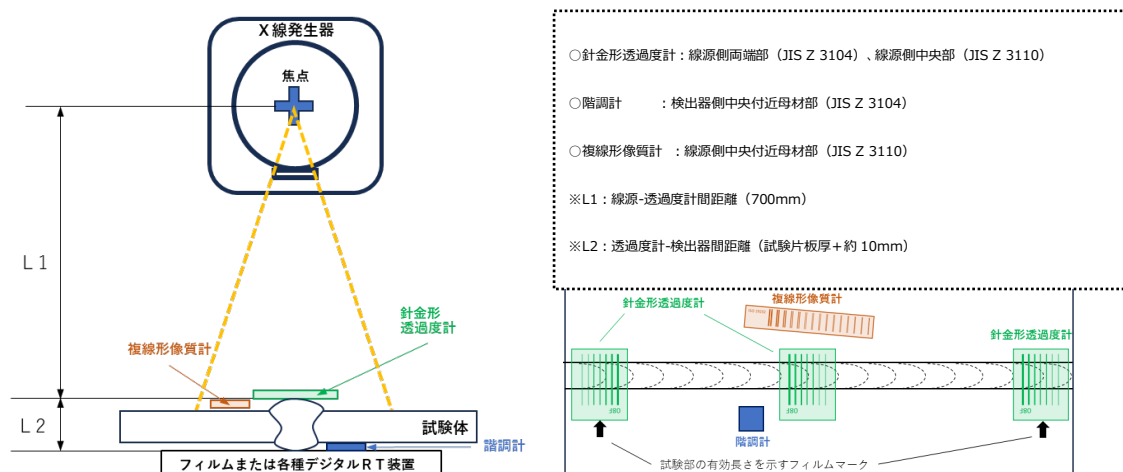 X線発生器
焦点
L1
針金形
透過度計
複線形像質計
L2
試験体
階調計
フィルムまたは各種デジタルRT装置
○針金形透過度計：線源側両端部（JIS Z 3104）、線源側中央部（JIS Z 3110）
○階調計　　　：検出器側中央付近母材部（JIS Z 3104）
○複線形像質計　：線源側中央付近母材部（JIS Z 3110）
※L1：線源-透過度計間距離（700mm）
※L2：透過度計-検出器間距離（試験片板厚＋約10mm）
複線形像質計
針金形透過度計
針金形透過度計
08F
08F
08F
階調計
試験部の有効長さを示すフィルムマーク